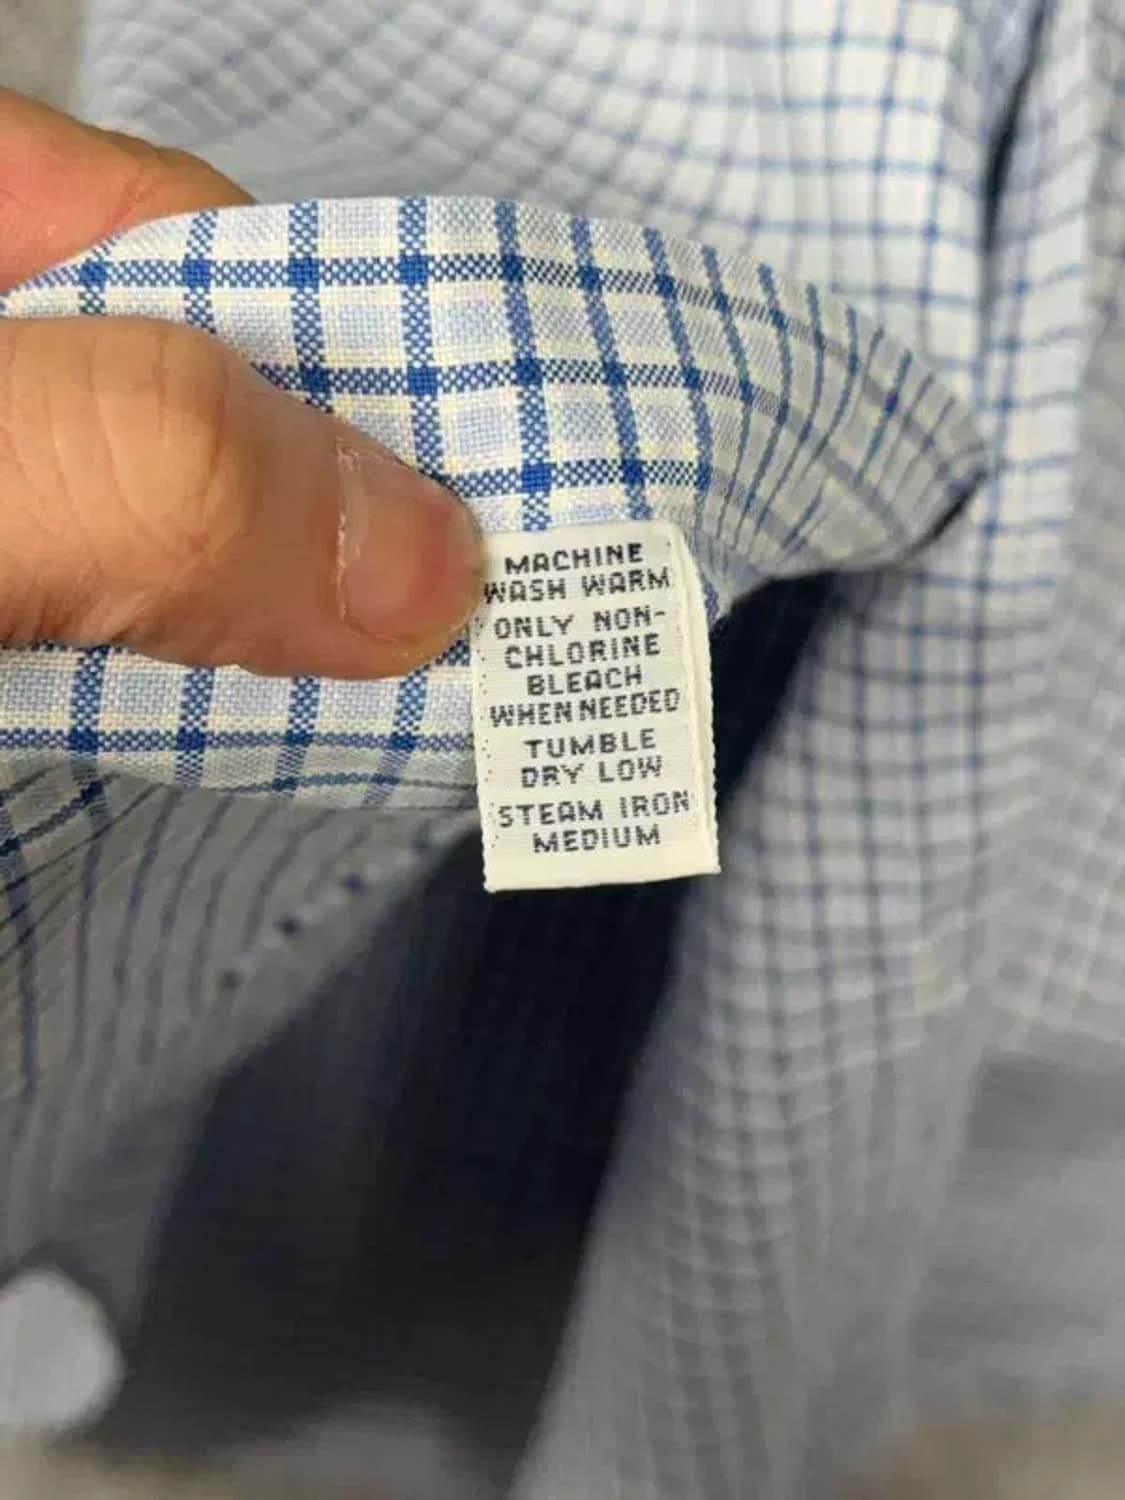 MACHINE
WASH WARM
ONLY NON-
CHLORINE
BLEACH
WHEN NEEDED
TUMBLE
DRY LOW
STEAM IRON
MEDIUM